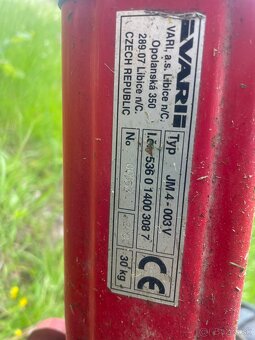 VARI
VARI, a.s. Libice n/C.
Opolanská 350
289 07 Libice n/C.
CZECH REPUBLIC
Typ JM 4 - 003V
I.č. 536 0 1400 308 7
No
30 kg
CE